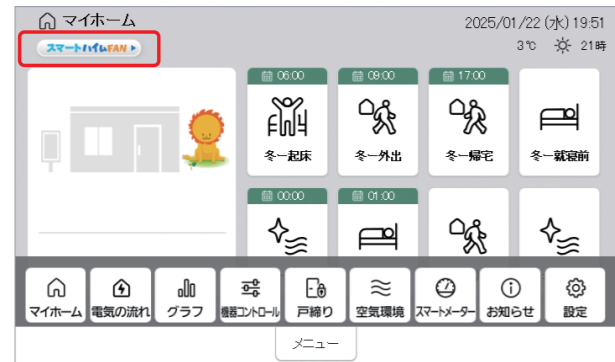 マイホーム
2025/01/22 (水) 19:51
スマートハイムFAN
3℃ 21時
06:00 09:00 17:00
冬ー起床 冬ー外出 冬ー帰宅 冬ー就寝前
00:00 01:00
マイホーム 電気の流れ グラフ 機器コントロール 戸締り 空気環境 スマートメーター お知らせ 設定
メニュー